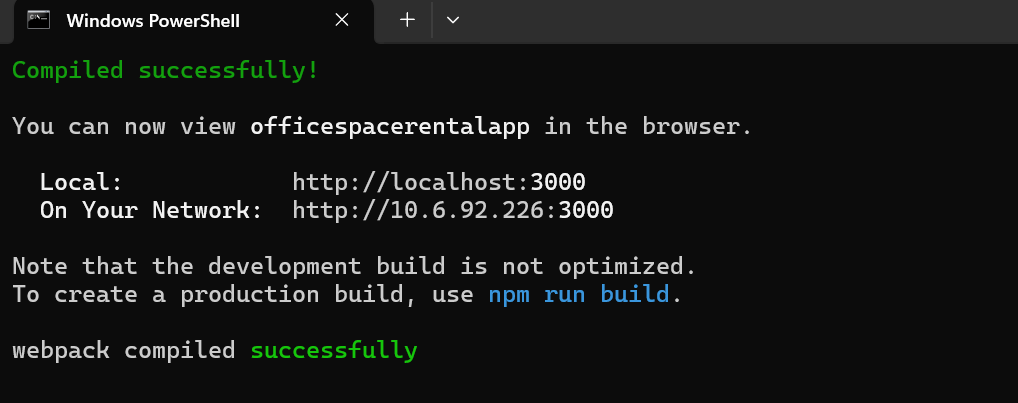 Windows PowerShell
Compiled successfully!
You can now view officespacerentalapp in the browser.
Local: http://localhost:3000
On Your Network: http://10.6.92.226:3000
Note that the development build is not optimized.
To create a production build, use npm run build.
webpack compiled successfully